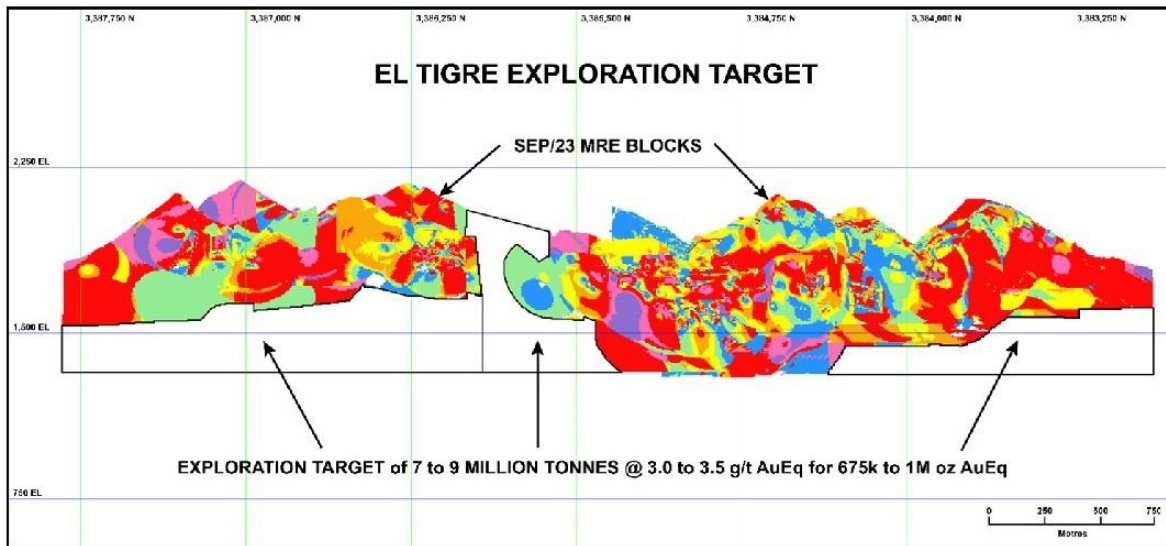 3,387,750 N
3,387,000 N
3,386,250 N
3,385,500 N
3,384,750 N
3,384,000 N
3,383,250 N
EL TIGRE EXPLORATION TARGET
SEP/23 MRE BLOCKS
2,250 EL
1,500 EL
EXPLORATION TARGET of 7 to 9 MILLION TONNES @ 3.0 to 3.5 g/t AuEq for 675k to 1M oz AuEq
750 EL
0 250 500 750
Metres